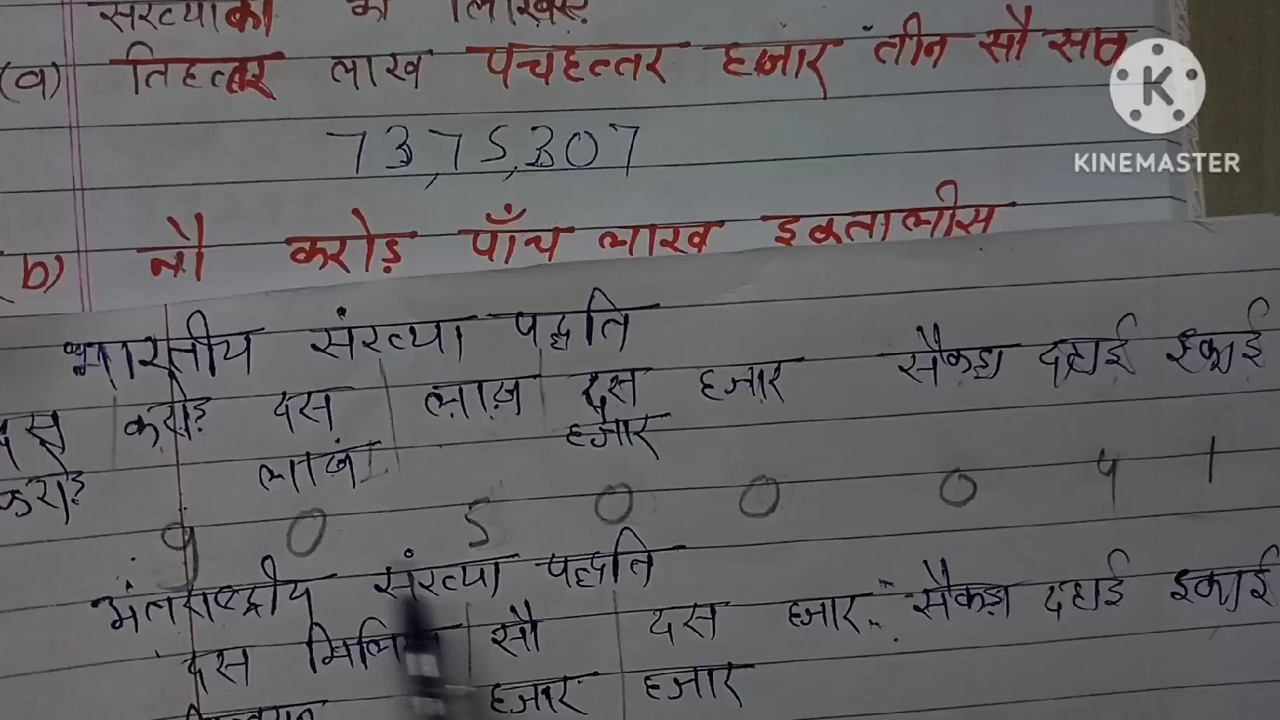 संख्याओं को लिखिए
(a) तिहत्तर लाख पचहत्तर हजार तीन सौ सात
73,75,307
(b) नौ करोड़ पाँच लाख इकतालीस
भारतीय संख्या पद्धति
दस करोड़ दस लाख दस हजार सैकड़ा दहाई इकाई
करोड़ लाख हजार
9 0 5 0 0 0 4 1
अंतराष्ट्रीय संख्या पद्धति
दस सौ दस हजार सैकड़ा दहाई इकाई
हजार हजार
K
KINEMASTER